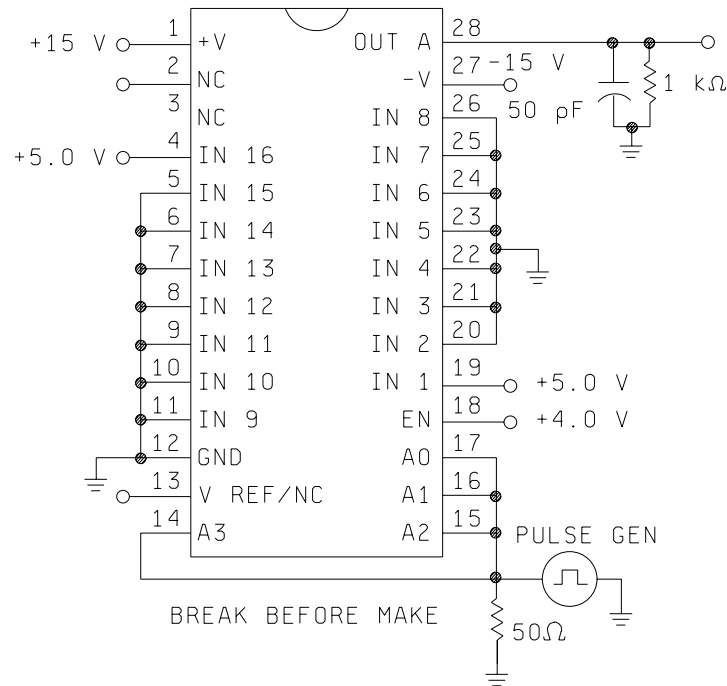 1 +V OUT A 28
+15 V
2 NC -V 27 -15 V
3 NC IN 8 26 50 pF 1 kΩ
+5.0 V 4 IN 16 IN 7 25
5 IN 15 IN 6 24
6 IN 14 IN 5 23
7 IN 13 IN 4 22
8 IN 12 IN 3 21
9 IN 11 IN 2 20
10 IN 10 IN 1 19 +5.0 V
11 IN 9 EN 18 +4.0 V
12 GND A0 17
13 V REF/NC A1 16
14 A3 A2 15
PULSE GEN
BREAK BEFORE MAKE
50Ω